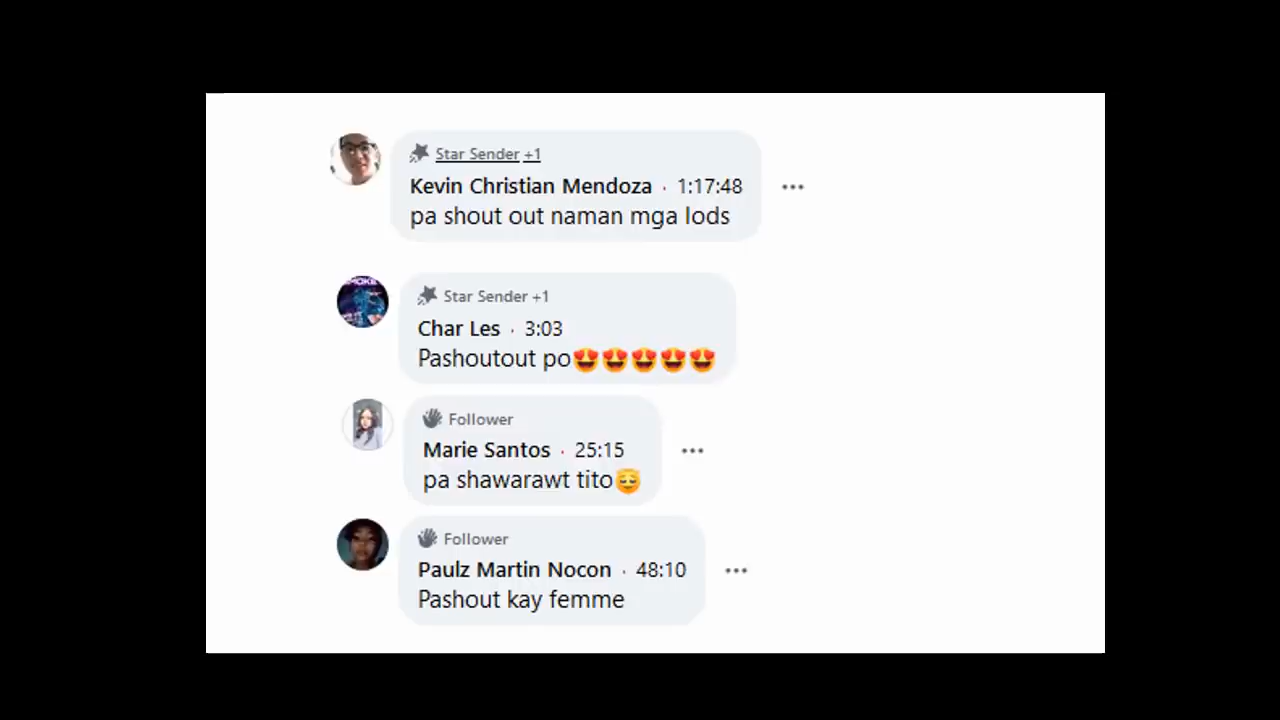 Star Sender +1
Kevin Christian Mendoza · 1:17:48
pa shout out naman mga lods
MOKE
Star Sender +1
Char Les · 3:03
Pashoutout po😍😍😍😍😍
Follower
Marie Santos · 25:15
pa shawarawt tito😇
Follower
Paulz Martin Nocon · 48:10
Pashout kay femme